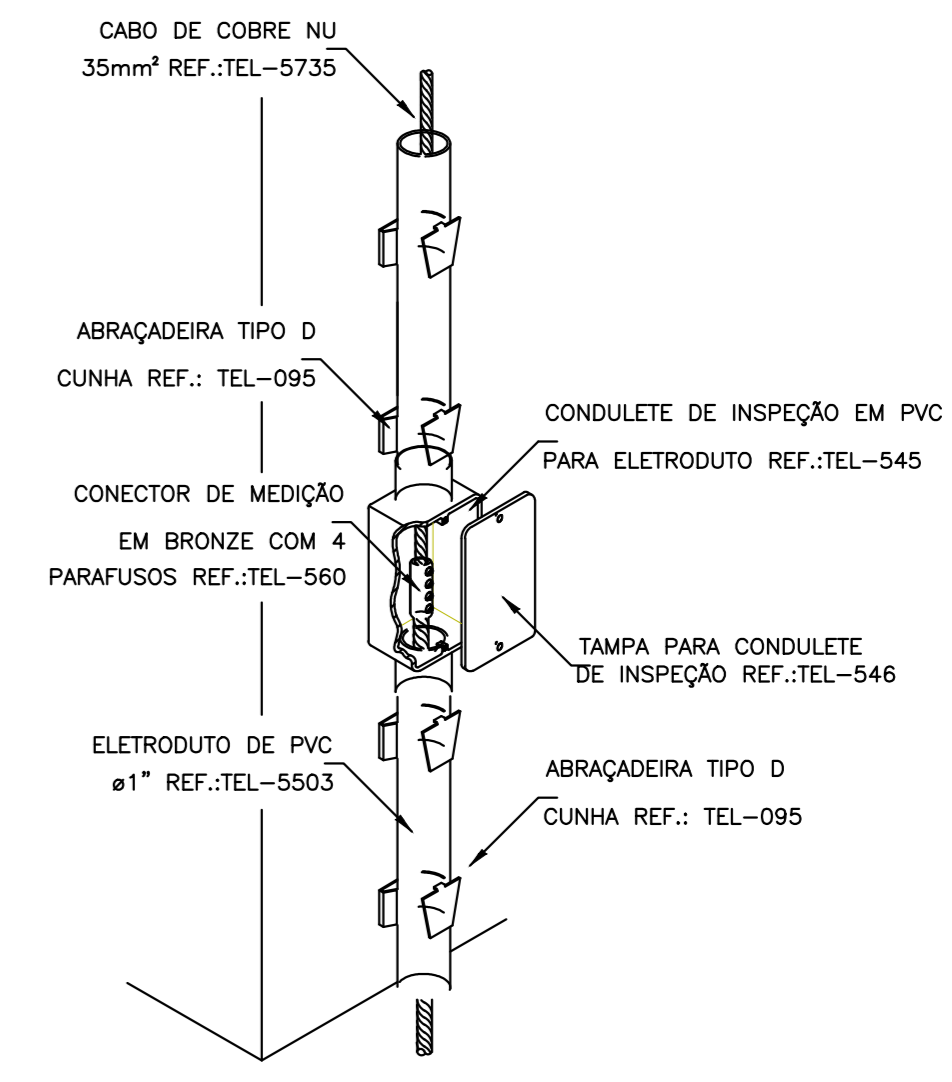 CABO DE COBRE NU
35mm² REF.:TEL-5735
ABRAÇADEIRA TIPO D
CUNHA REF.: TEL-095
CONDULETE DE INSPEÇÃO EM PVC
PARA ELETRODUTO REF.:TEL-545
CONECTOR DE MEDIÇÃO
EM BRONZE COM 4
PARAFUSOS REF.:TEL-560
TAMPA PARA CONDULETE
DE INSPEÇÃO REF.:TEL-546
ELETRODUTO DE PVC
ø1" REF.:TEL-5503
ABRAÇADEIRA TIPO D
CUNHA REF.: TEL-095